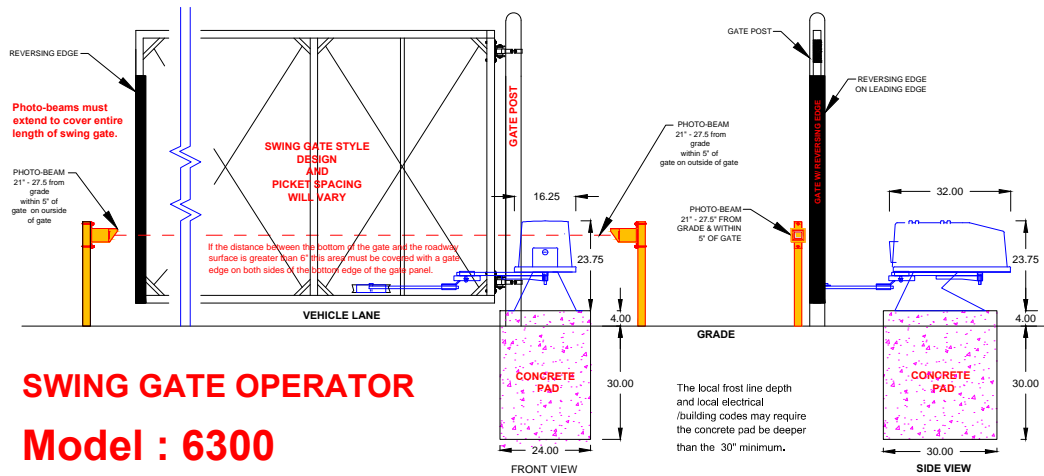 REVERSING EDGE
Photo-beams must
extend to cover entire
length of swing gate.
PHOTO-BEAM
21" - 27.5 from
grade
within 5" of
gate on ourside
of gate
SWING GATE STYLE
DESIGN
AND
PICKET SPACING
WILL VARY
If the distance between the bottom of the gate and the roadway
surface is greater than 6" this area must be covered with a gate
edge on both sides of the bottom edge of the gate panel.
VEHICLE LANE
GATE POST
16.25
23.75
4.00
30.00
CONCRETE
PAD
24.00
FRONT VIEW
PHOTO-BEAM
21" - 27.5 from
grade
within 5" of
gate on outside of gate
GRADE
The local frost line depth
and local electrical
/building codes may require
the concrete pad be deeper
than the 30" minimum.
GATE POST
REVERSING EDGE
ON LEADING EDGE
GATE W/ REVERSING EDGE
PHOTO-BEAM
21" - 27.5" FROM
GRADE & WITHIN
5" OF GATE
32.00
23.75
4.00
30.00
CONCRETE
PAD
30.00
SIDE VIEW
SWING GATE OPERATOR
Model : 6300